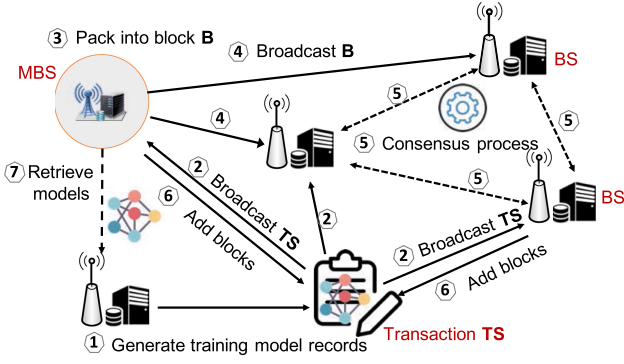 3 Pack into block B
4 Broadcast B
MBS
BS
4
5
5
5 Consensus process
7 Retrieve models
2 Broadcast TS
6 Add blocks
2
5
BS
2 Broadcast TS
6 Add blocks
Transaction TS
1 Generate training model records